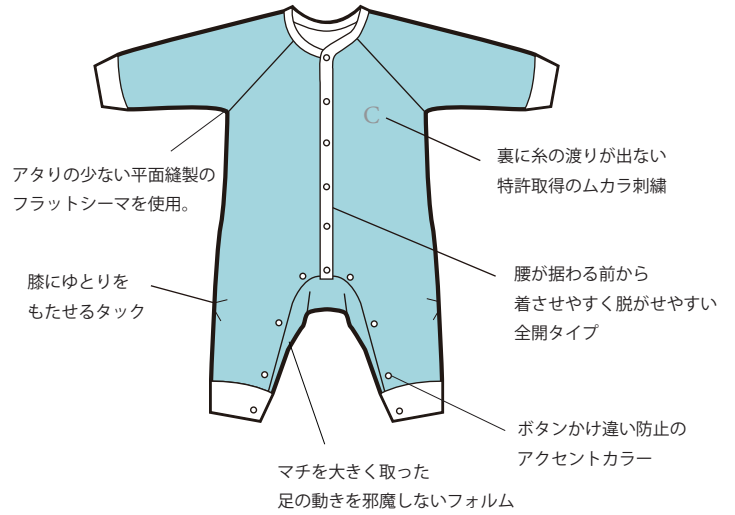 C
裏に糸の渡りが出ない
特許取得のムカラ刺繍
アタりの少ない平面縫製の
フラットシーマを使用。
腰が据わる前から
着させやすく脱がせやすい
全開タイプ
膝にゆとりを
もたせるタック
ボタンかけ違い防止の
アクセントカラー
マチを大きく取った
足の動きを邪魔しないフォルム